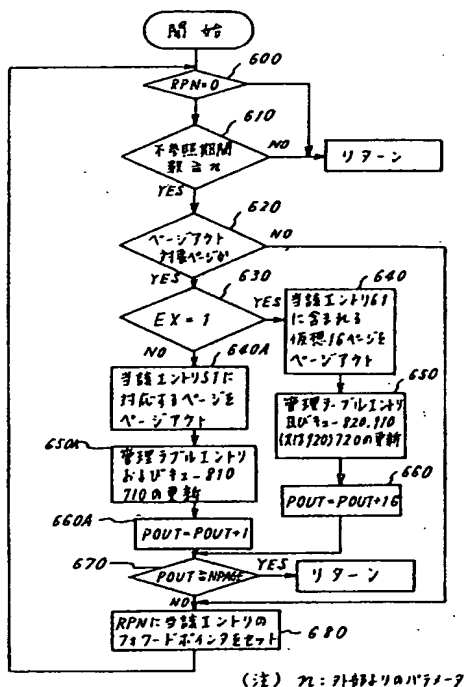 開始
600
RPN=0
610
不参照期間
数≧n
NO
リターン
YES
620
ページアウト
対象ページか
NO
YES
630
EX=1
YES
640
当該エントリ51
に含まれる
仮想16ページを
ページアウト
NO
640A
当該エントリ51に
対応するページを
ページアウト
650
管理テーブルエントリ
及びキュー820,910
(又は920)720の更新
650A
管理テーブルエントリ
およびキュー810
710の更新
660
POUT=POUT+16
660A
POUT=POUT+1
670
POUT≧NPAGE
YES
リターン
NO
RPNに当該エントリの
フォワードポインタをセット
680
(注) n:外部よりのパラメータ